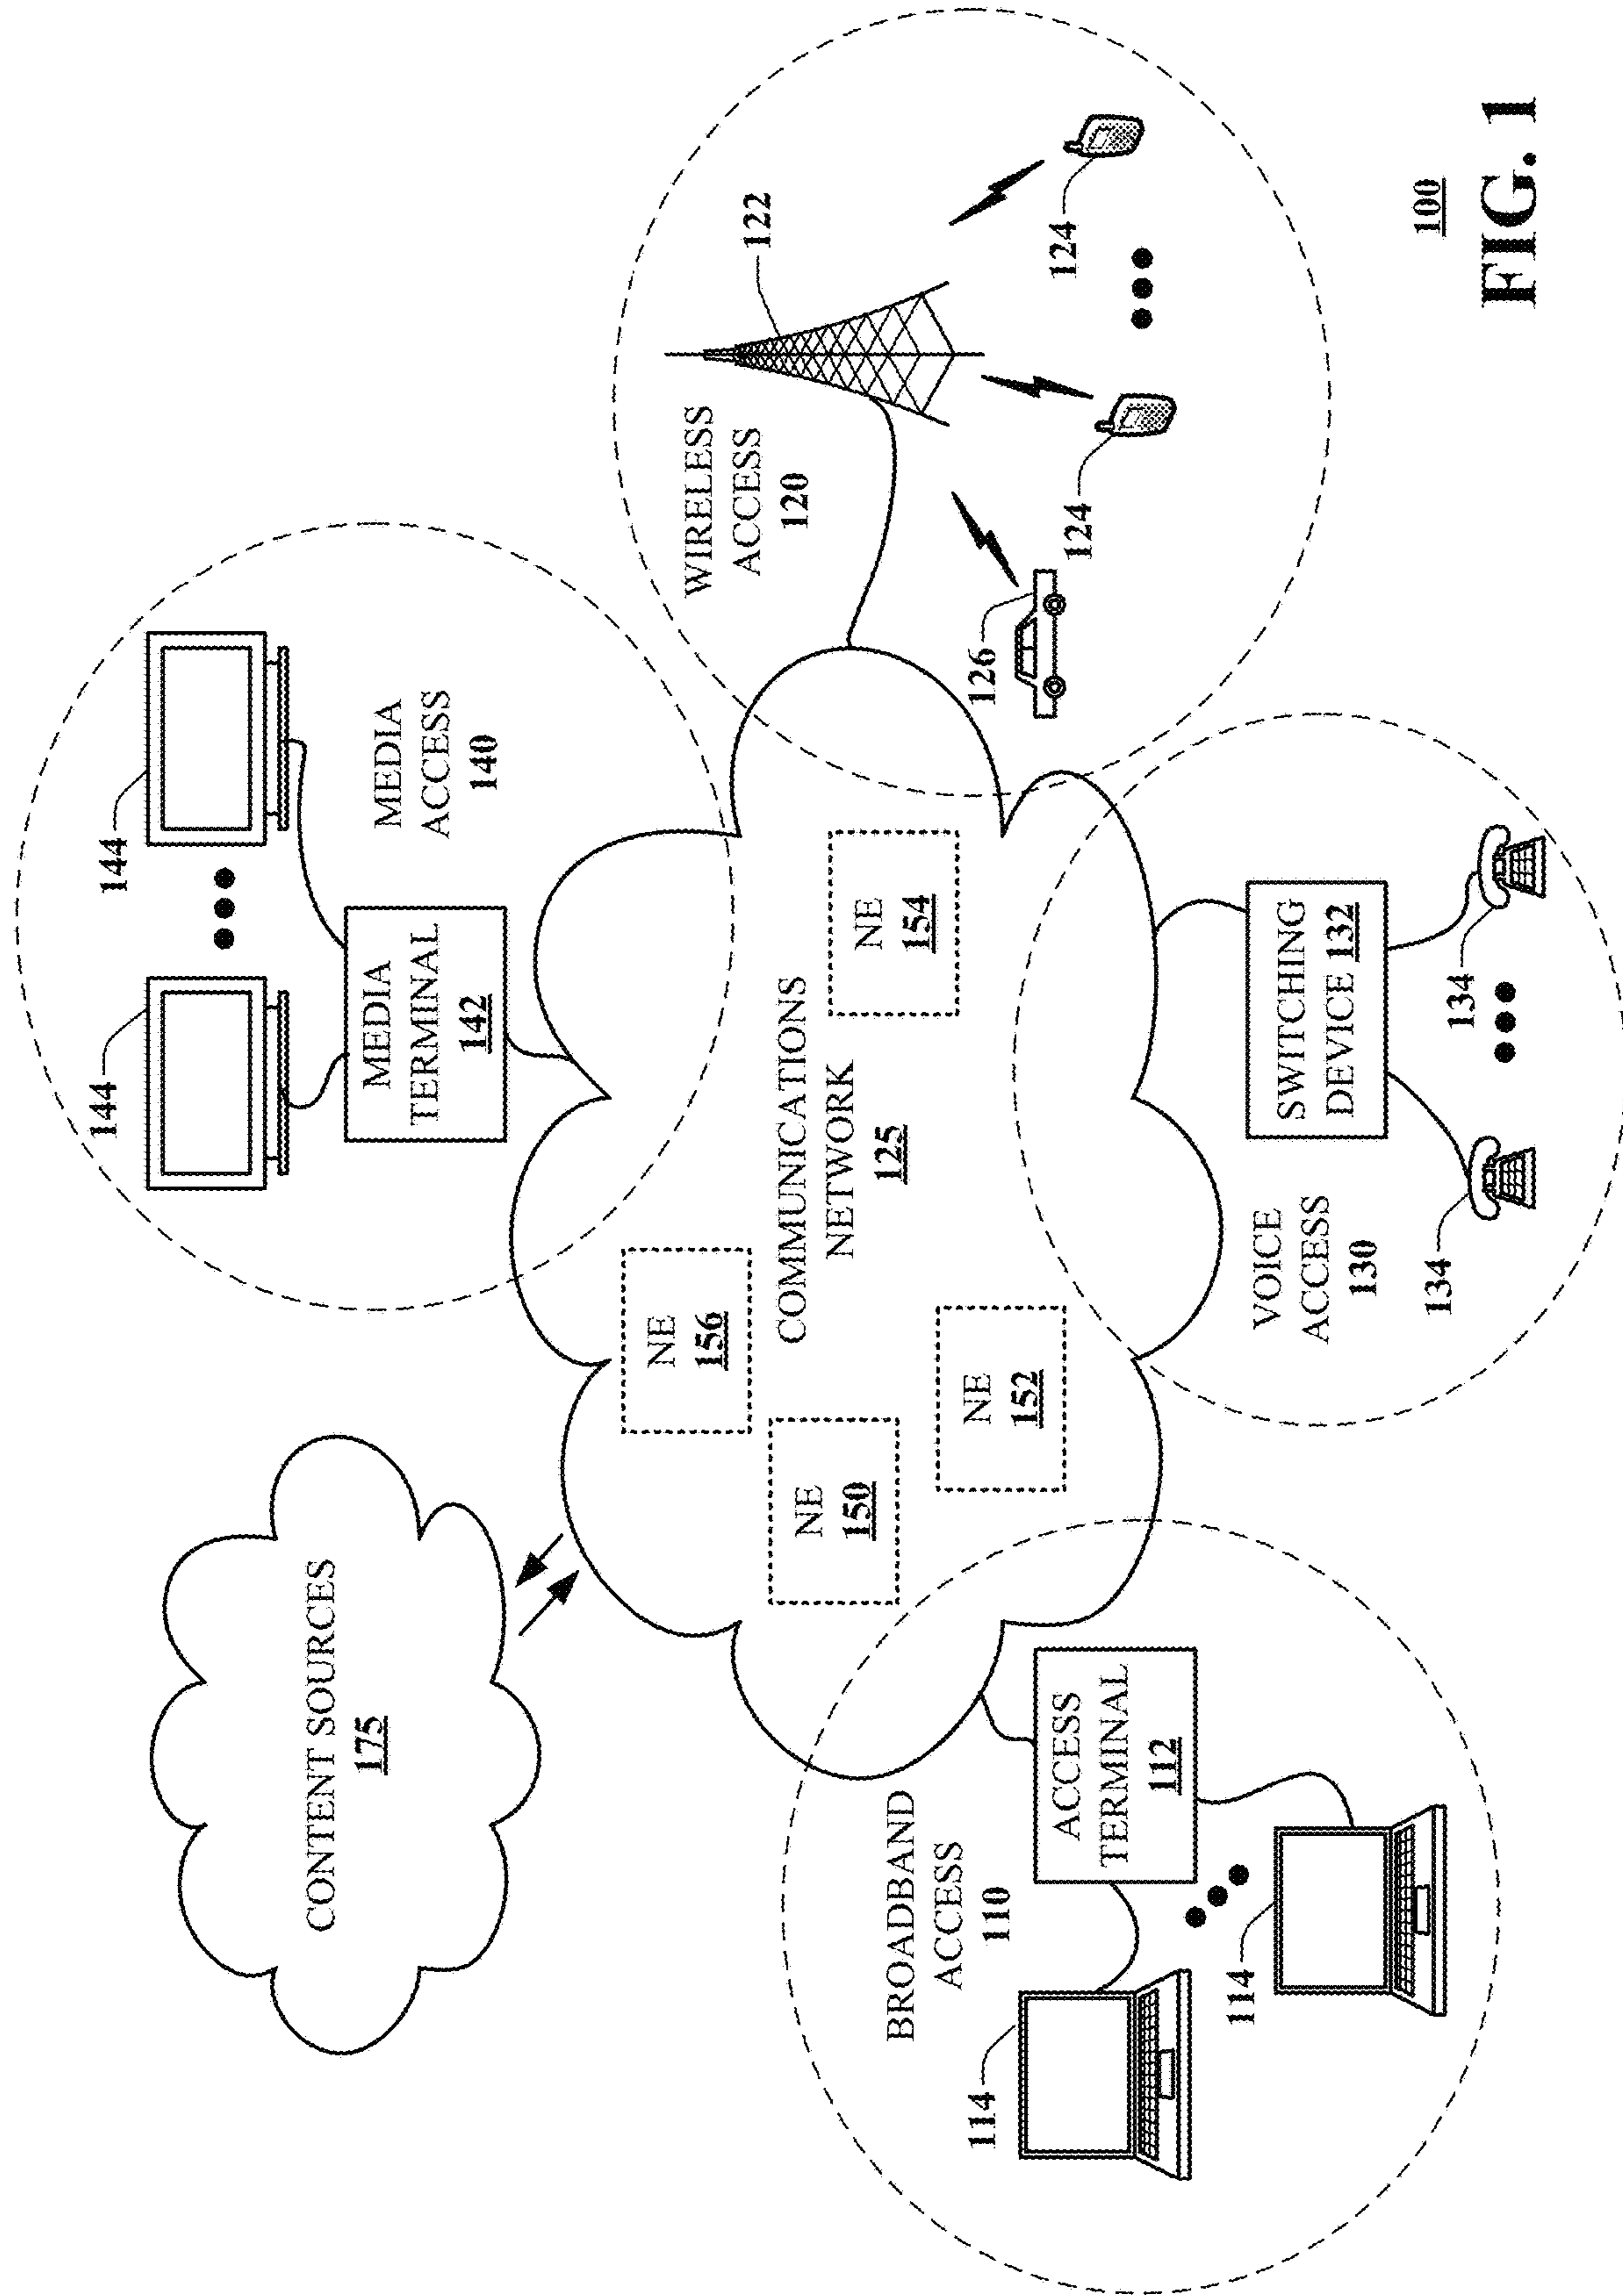 CONTENT SOURCES
175
144
144
MEDIA
TERMINAL
142
MEDIA
ACCESS
140
NE
156
NE
150
NE
152
COMMUNICATIONS
NETWORK
125
NE
154
WIRELESS
ACCESS
120
122
126
124
124
BROADBAND
ACCESS
110
ACCESS
TERMINAL
112
114
114
VOICE
ACCESS
130
SWITCHING
DEVICE 132
134
134
100
FIG. 1